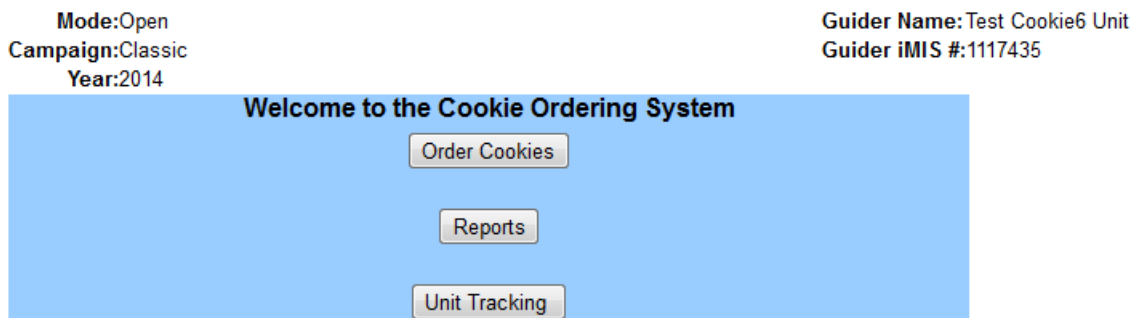 Mode:Open
Guider Name: Test Cookie6 Unit
Campaign:Classic
Guider iMIS #:1117435
Year:2014
Welcome to the Cookie Ordering System
Order Cookies
Reports
Unit Tracking